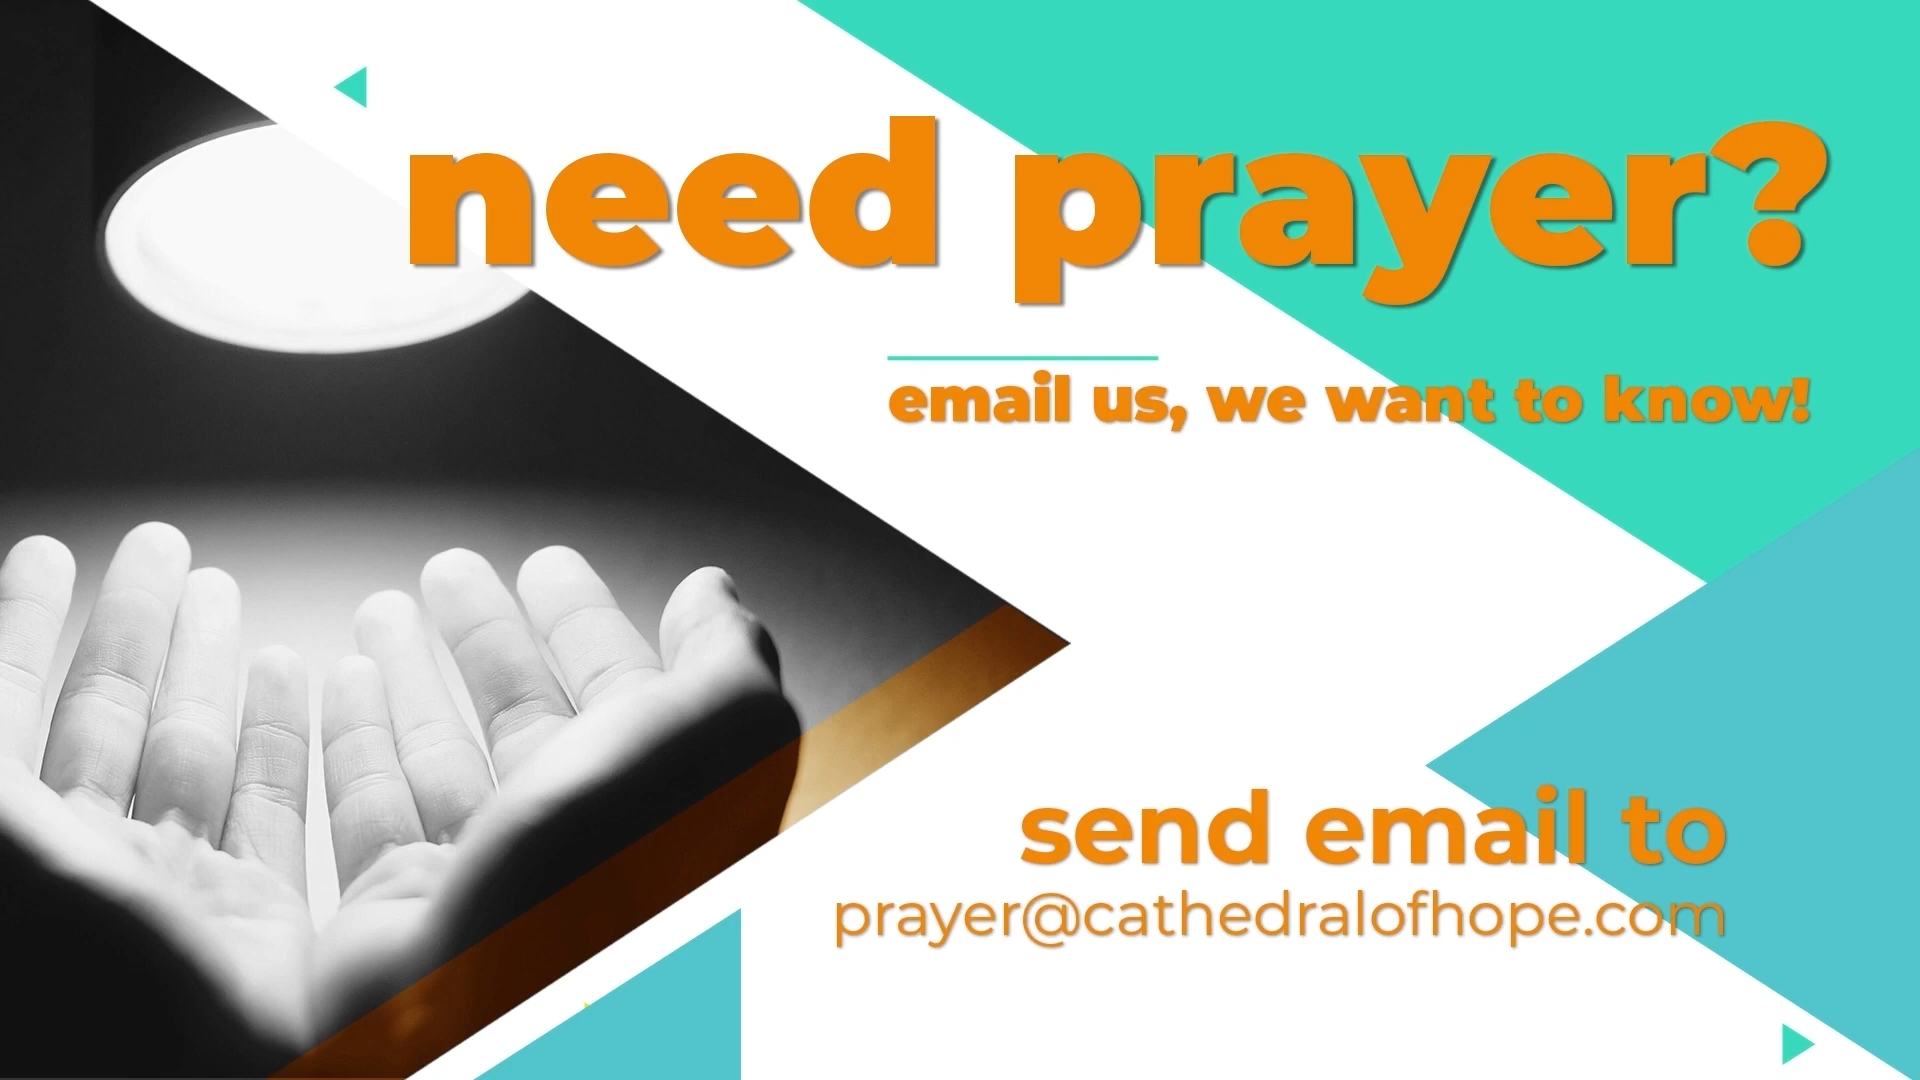 need prayer?
email us, we want to know!
send email to
prayer@cathedralofhope.com